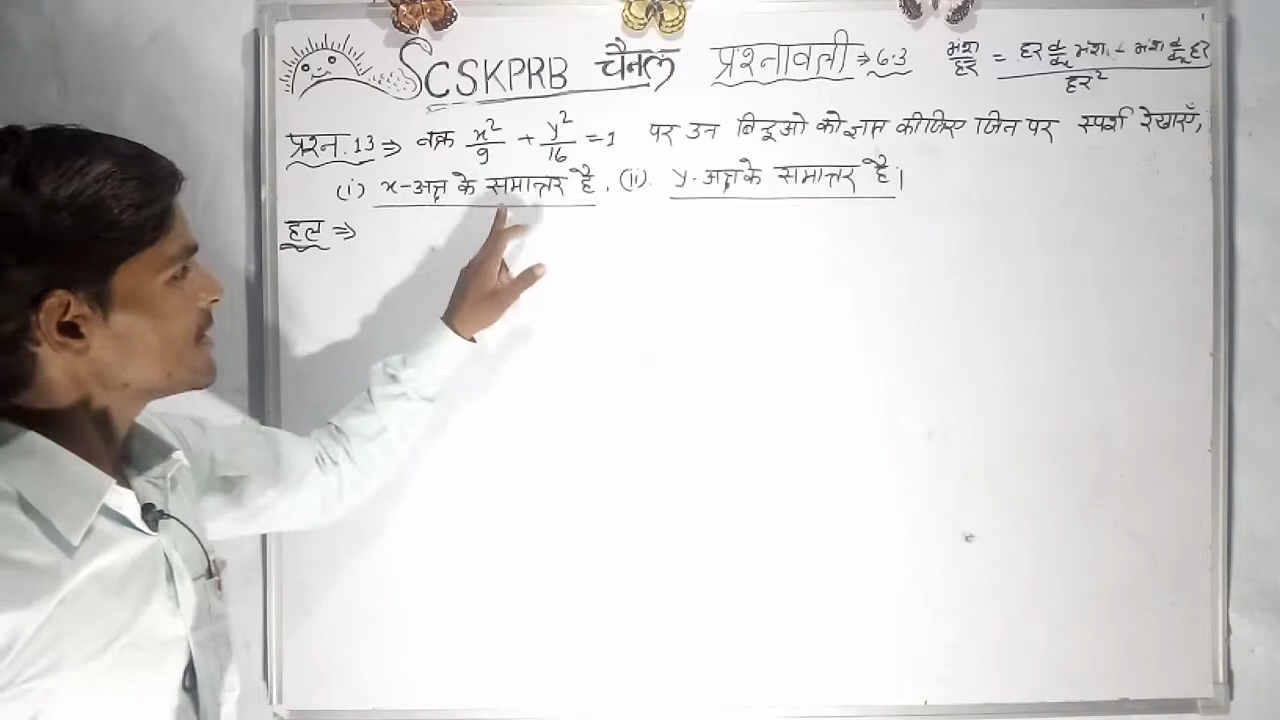 SCSKPRB चैनल प्रश्नावली ⇒ 6.3 अंश/हर = हर d/dx अंश - अंश d/dx हर / हर²
प्रश्न.13 ⇒ वक्र x²/9 + y²/16 = 1 पर उन बिंदुओ को ज्ञात कीजिए जिन पर स्पर्श रेखाएँ,
(i) x-अक्ष के समान्तर है. (ii). y-अक्ष के समान्तर है।
हल ⇒